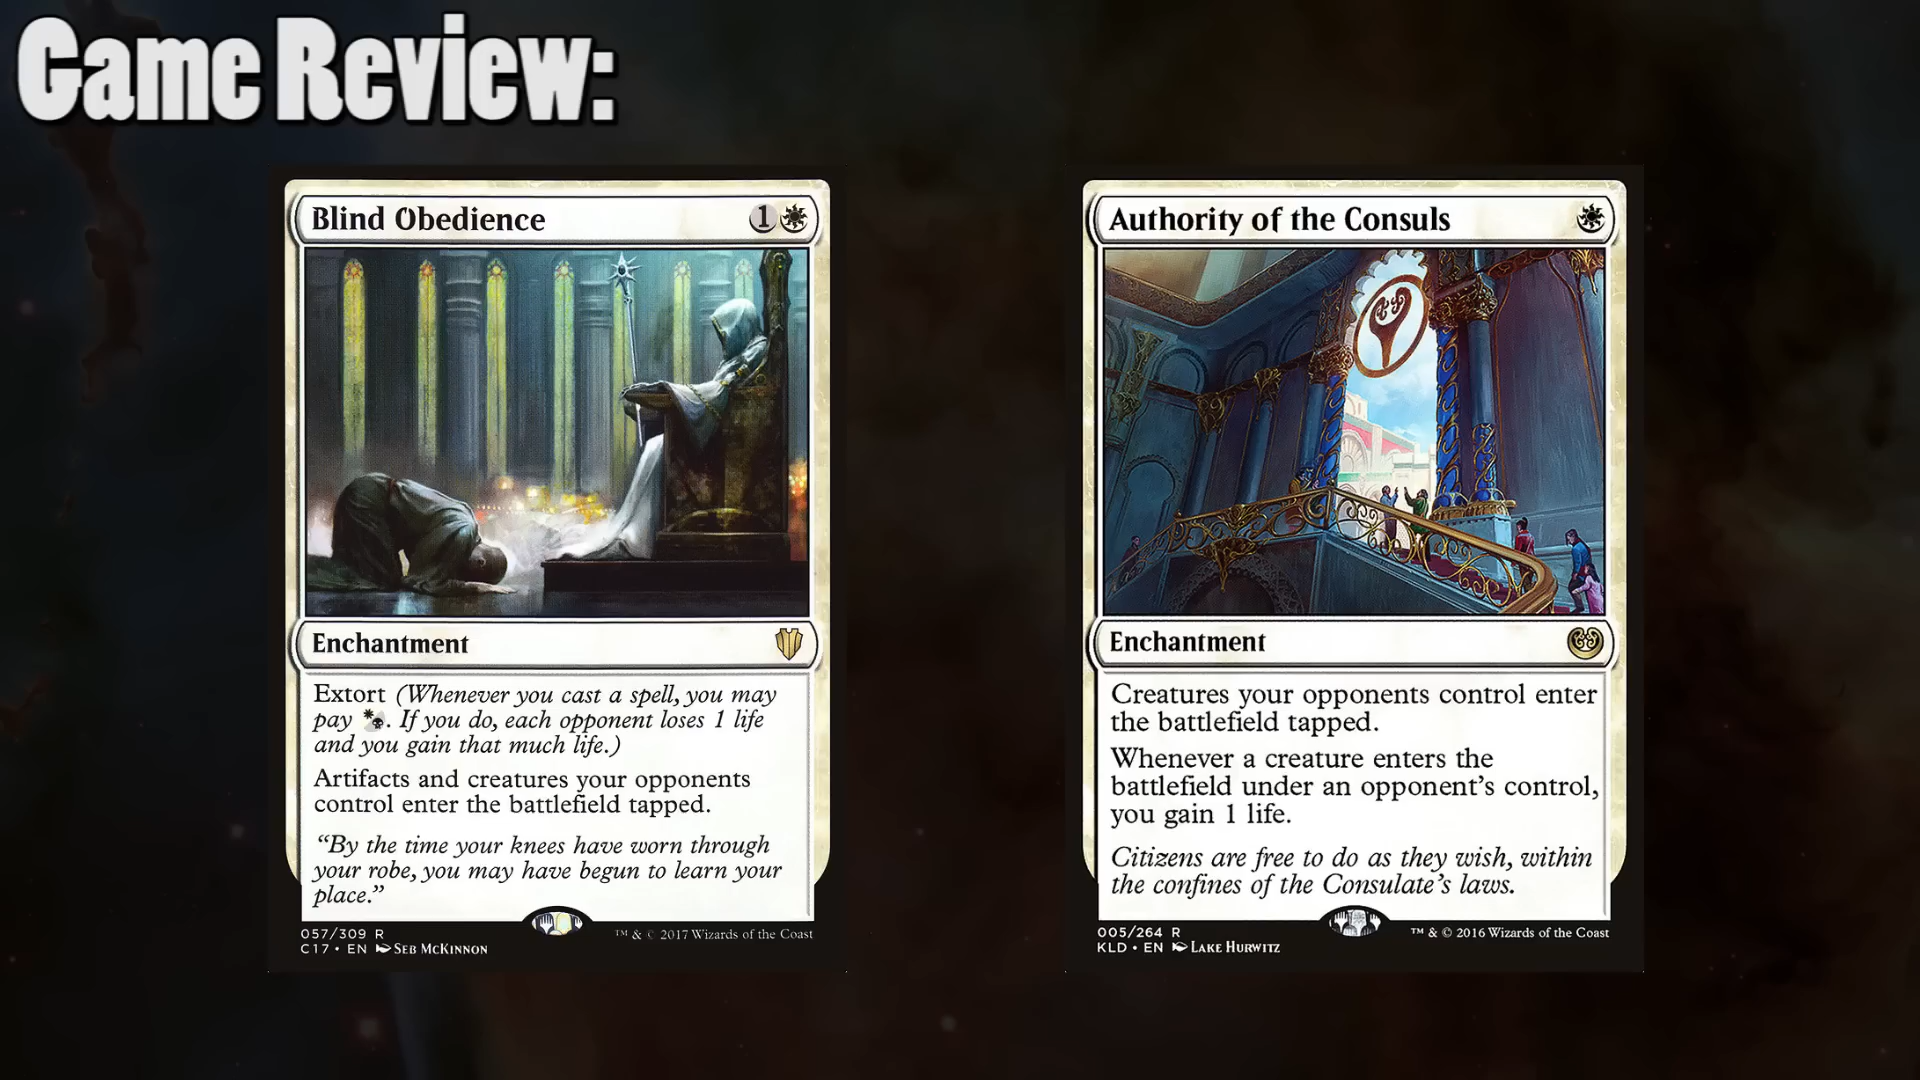 Game Review:
Blind Obedience 1
Enchantment
Extort (Whenever you cast a spell, you may
pay . If you do, each opponent loses 1 life
and you gain that much life.)
Artifacts and creatures your opponents
control enter the battlefield tapped.
“By the time your knees have worn through
your robe, you may have begun to learn your
place.”
057/309 R
C17 • EN SEB MCKINNON
™ & © 2017 Wizards of the Coast
Authority of the Consuls
Enchantment
Creatures your opponents control enter
the battlefield tapped.
Whenever a creature enters the
battlefield under an opponent’s control,
you gain 1 life.
Citizens are free to do as they wish, within
the confines of the Consulate’s laws.
005/264 R
KLD • EN LAKE HURWITZ
™ & © 2016 Wizards of the Coast